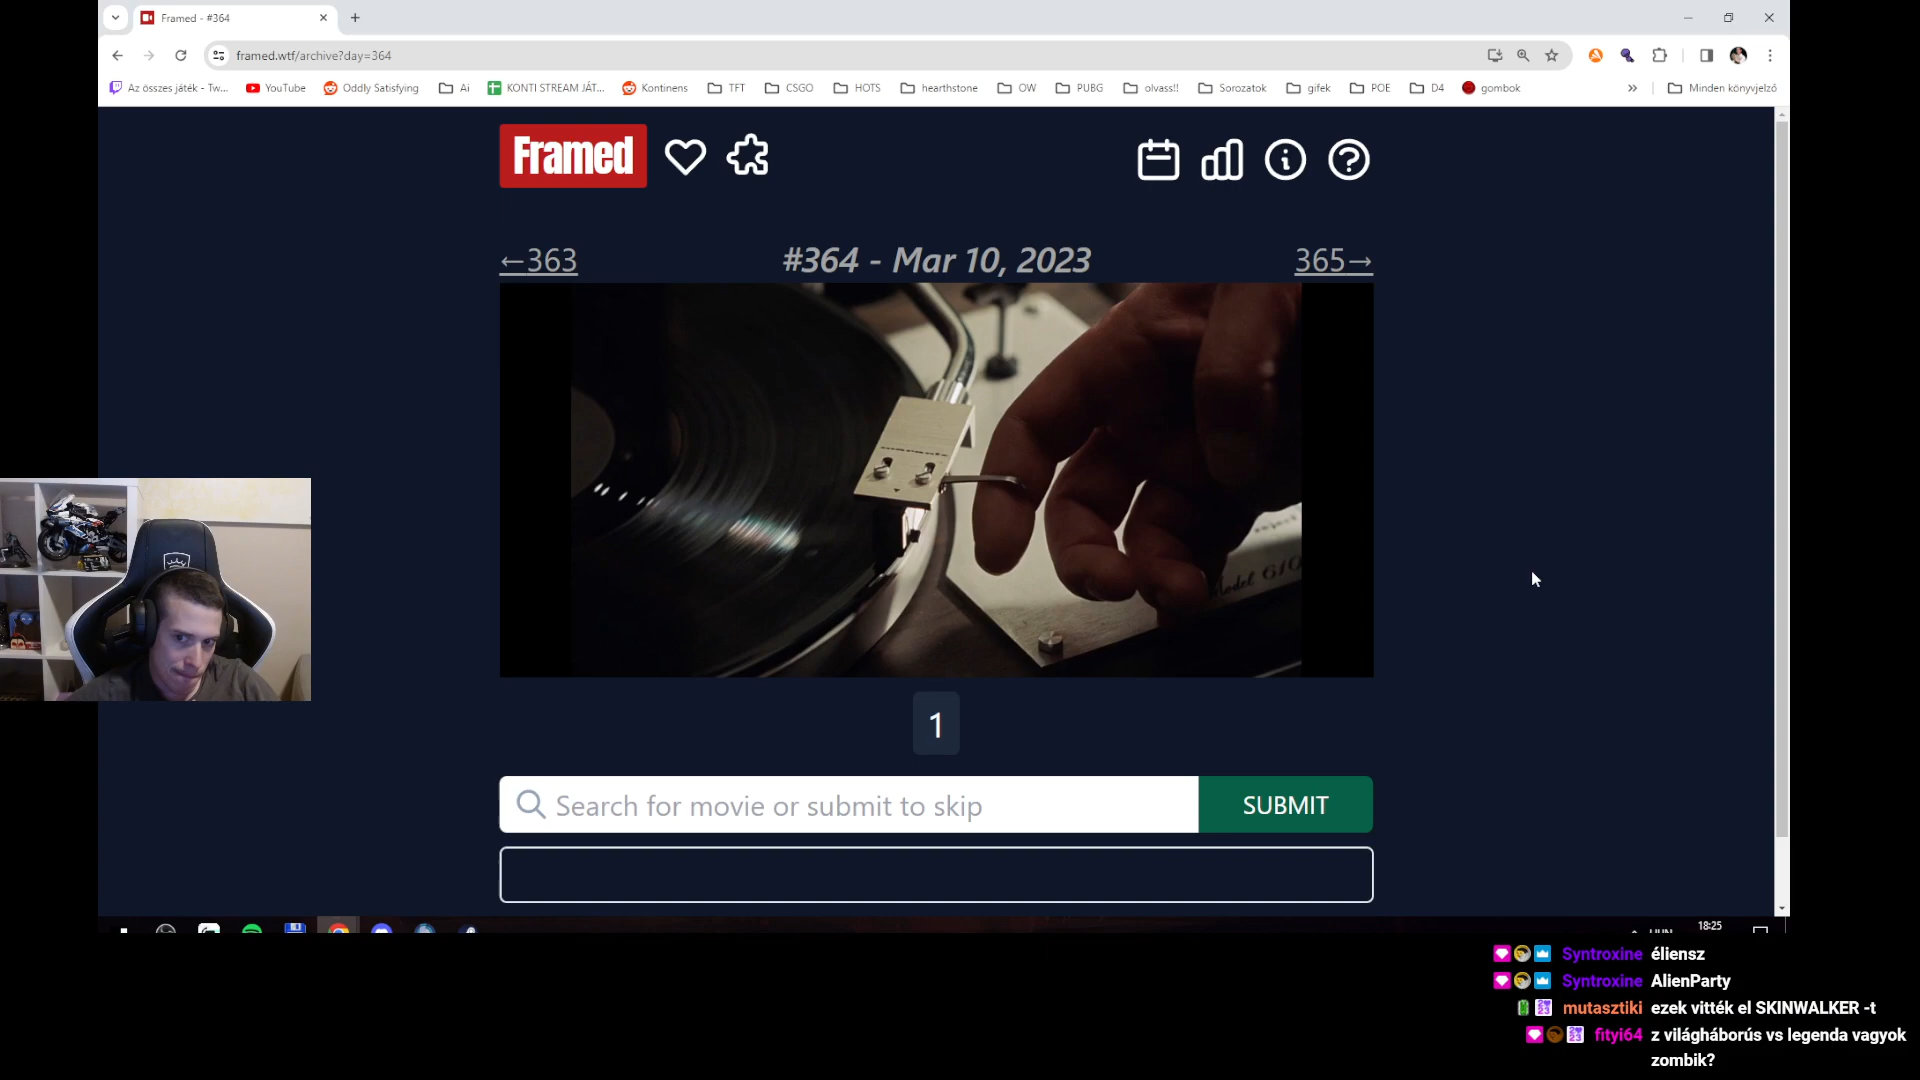 Framed - #364
framed.wtf/archive?day=364
Az összes játék - Tw...
YouTube
Oddly Satisfying
Ai
KONTI STREAM JÁT...
Kontinens
TFT
CSGO
HOTS
hearthstone
OW
PUBG
olvass!!
Sorozatok
gifek
POE
D4
gombok
»
Minden könyvjelző
Framed
←363
#364 - Mar 10, 2023
365→
marantz
Model 610
1
Search for movie or submit to skip
SUBMIT
18:25
Syntroxine éliensz
Syntroxine AlienParty
mutasztiki ezek vitték el SKINWALKER -t
fityi64 z világháborús vs legenda vagyok
zombik?